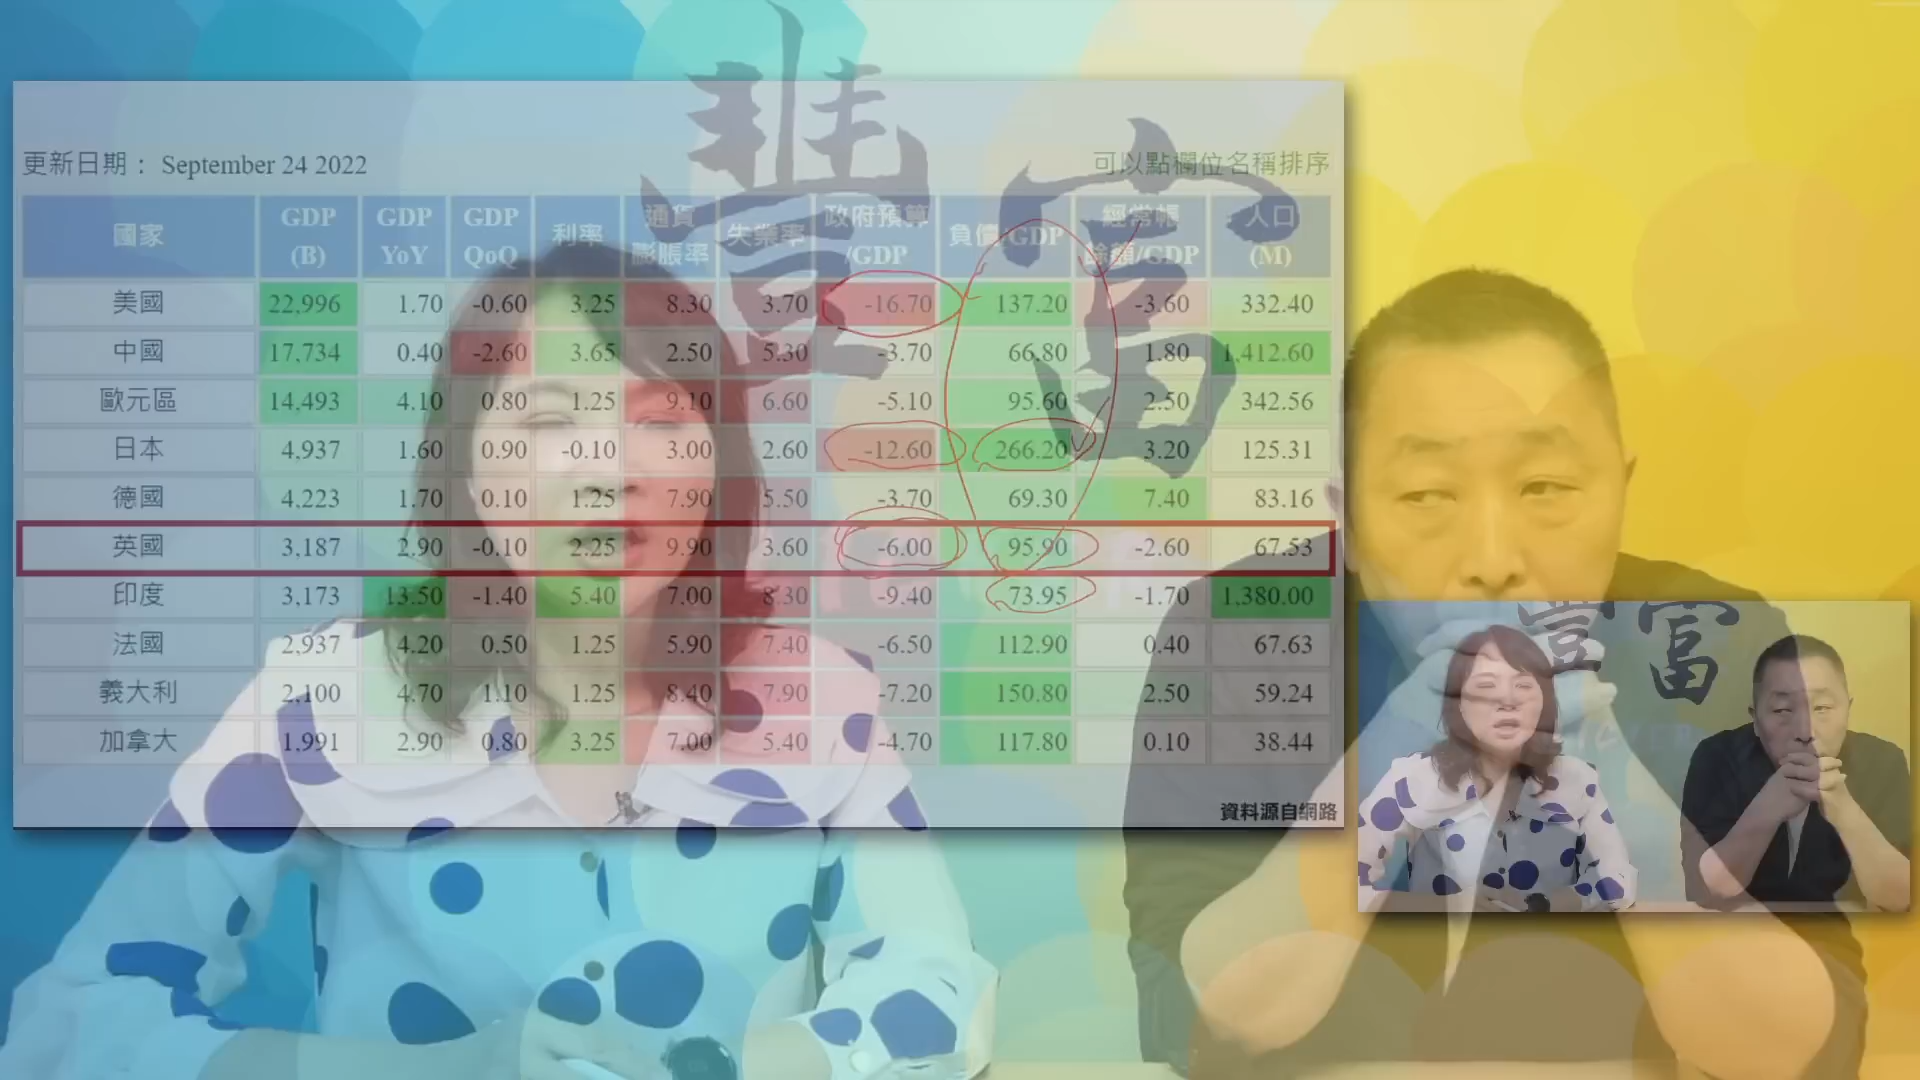 豐富
更新日期： September 24 2022
可以點欄位名稱排序
國家 GDP (B) GDP YoY GDP QoQ 利率 通貨膨脹率 失業率 政府預算/GDP 負債/GDP 經常帳餘額/GDP 人口 (M)
美國 22,996 1.70 -0.60 3.25 8.30 3.70 -16.70 137.20 -3.60 332.40
中國 17,734 0.40 -2.60 3.65 2.50 5.30 -3.70 66.80 1.80 1,412.60
歐元區 14,493 4.10 0.80 1.25 9.10 6.60 -5.10 95.60 2.50 342.56
日本 4,937 1.60 0.90 -0.10 3.00 2.60 -12.60 266.20 3.20 125.31
德國 4,223 1.70 0.10 1.25 7.90 5.50 -3.70 69.30 7.40 83.16
英國 3,187 2.90 -0.10 2.25 9.90 3.60 -6.00 95.90 -2.60 67.53
印度 3,173 13.50 -1.40 5.40 7.00 8.30 -9.40 73.95 -1.70 1,380.00
法國 2,937 4.20 0.50 1.25 5.90 7.40 -6.50 112.90 0.40 67.63
義大利 2,100 4.70 1.10 1.25 8.40 7.90 -7.20 150.80 2.50 59.24
加拿大 1,991 2.90 0.80 3.25 7.00 5.40 -4.70 117.80 0.10 38.44
資料源自網路
豐富